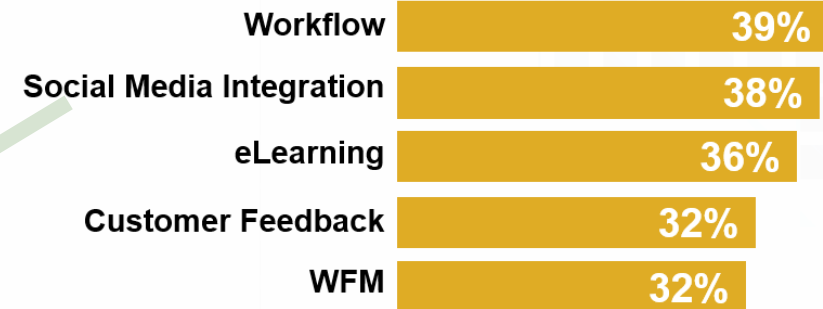 Workflow 39%
Social Media Integration 38%
eLearning 36%
Customer Feedback 32%
WFM 32%